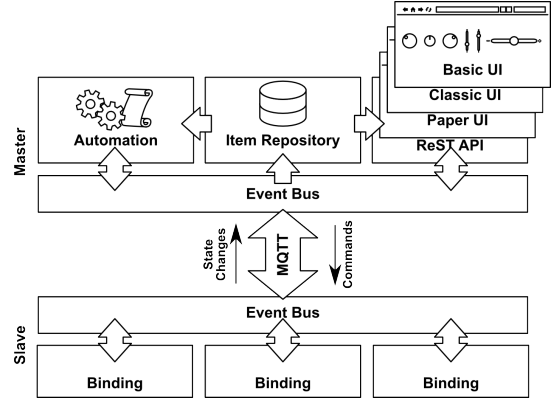 Basic UI
Classic UI
Paper UI
ReST API
Automation
Item Repository
Master
Event Bus
State
Changes
MQTT
Commands
Event Bus
Slave
Binding
Binding
Binding